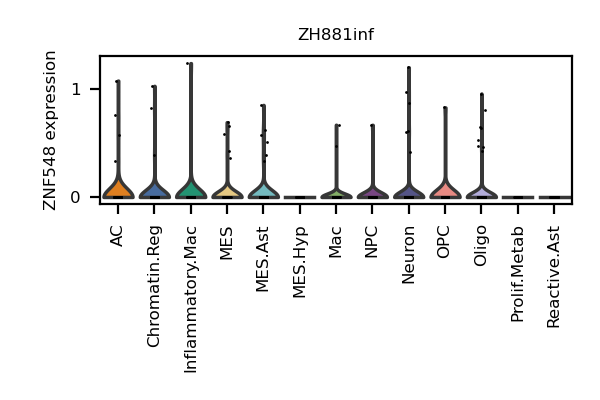 ZH881inf
ZNF548 expression
1
0
AC
Chromatin.Reg
Inflammatory.Mac
MES
MES.Ast
MES.Hyp
Mac
NPC
Neuron
OPC
Oligo
Prolif.Metab
Reactive.Ast